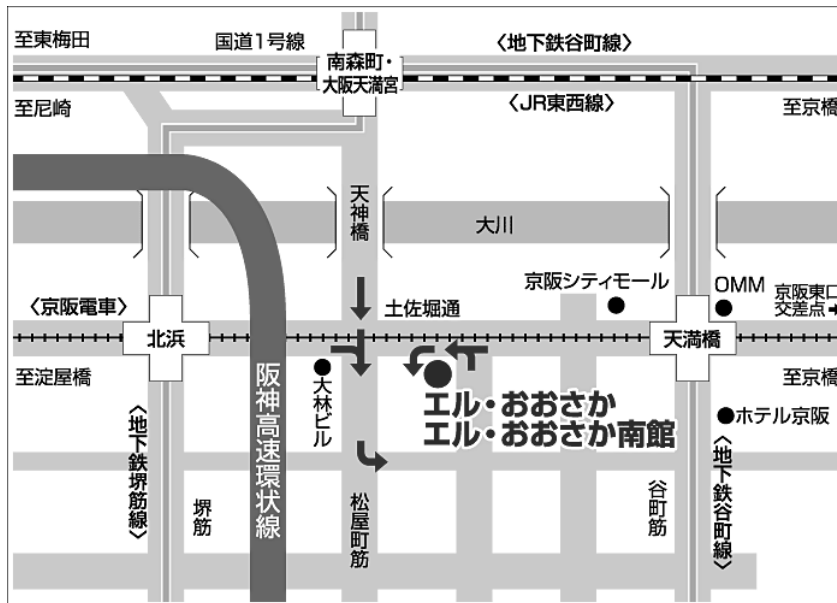 至東梅田
国道1号線
〈地下鉄谷町線〉
南森町・
大阪天満宮
至尼崎
〈JR東西線〉
至京橋
天神橋
大川
京阪シティモール
OMM
京阪東口
交差点→
〈京阪電車〉
土佐堀通
北浜
天満橋
至淀屋橋
至京橋
大林ビル
阪神高速環状線
エル・おおさか
エル・おおさか南館
ホテル京阪
〈地下鉄堺筋線〉
堺筋
松屋町筋
谷町筋
〈地下鉄谷町線〉